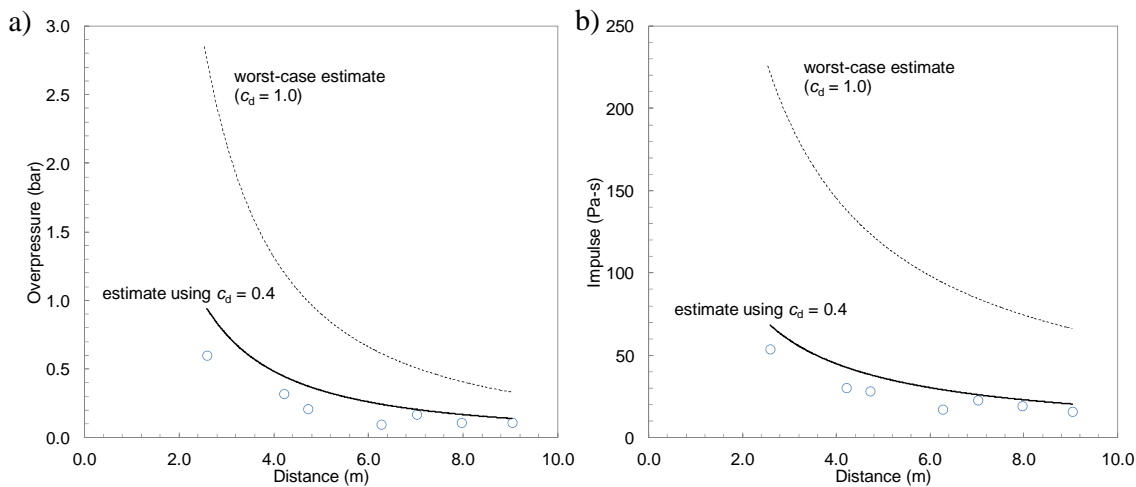 a)
3.0
2.5
2.0
1.5
1.0
0.5
0.0
Overpressure (bar)
worst-case estimate
(cd = 1.0)
estimate using cd = 0.4
0.0 2.0 4.0 6.0 8.0 10.0
Distance (m)
b)
250
200
150
100
50
0
Impulse (Pa-s)
worst-case estimate
(cd = 1.0)
estimate using cd = 0.4
0.0 2.0 4.0 6.0 8.0 10.0
Distance (m)